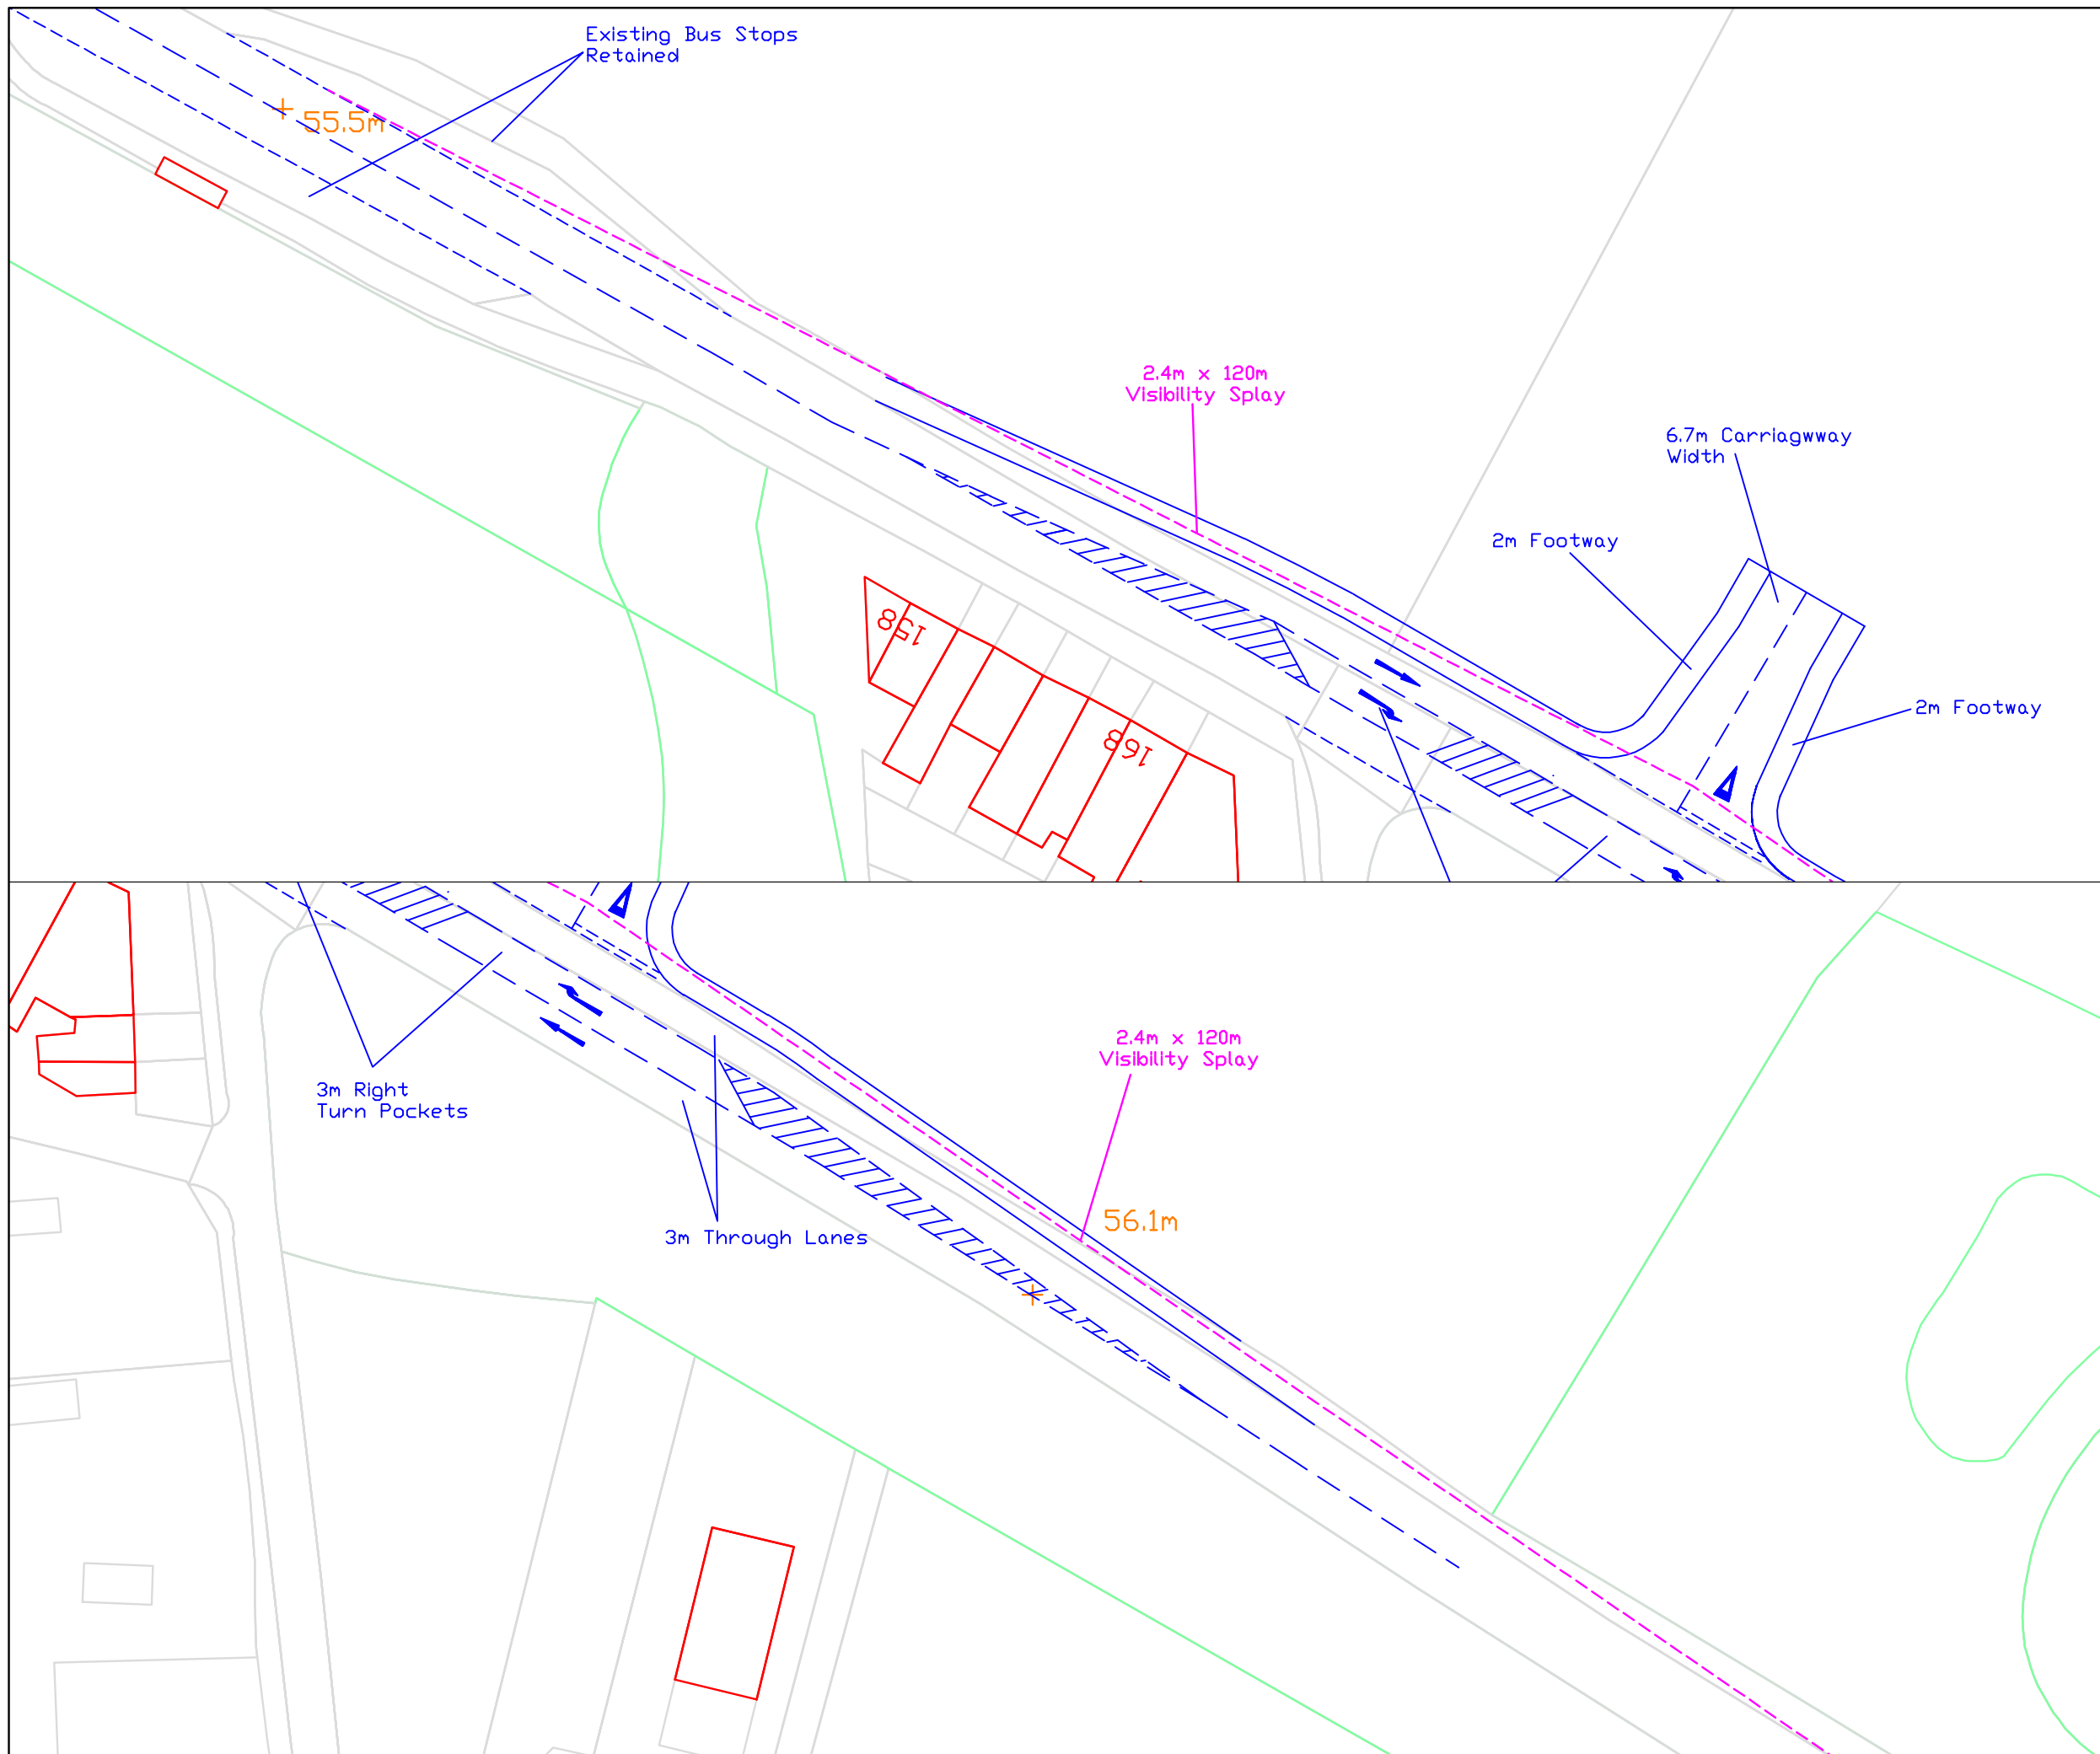 Existing Bus Stops
Retained
55.5m
2.4m x 120m
Visibility Splay
6.7m Carriagwway
Width
2m Footway
2m Footway
158
168
3m Right
Turn Pockets
2.4m x 120m
Visibility Splay
56.1m
3m Through Lanes